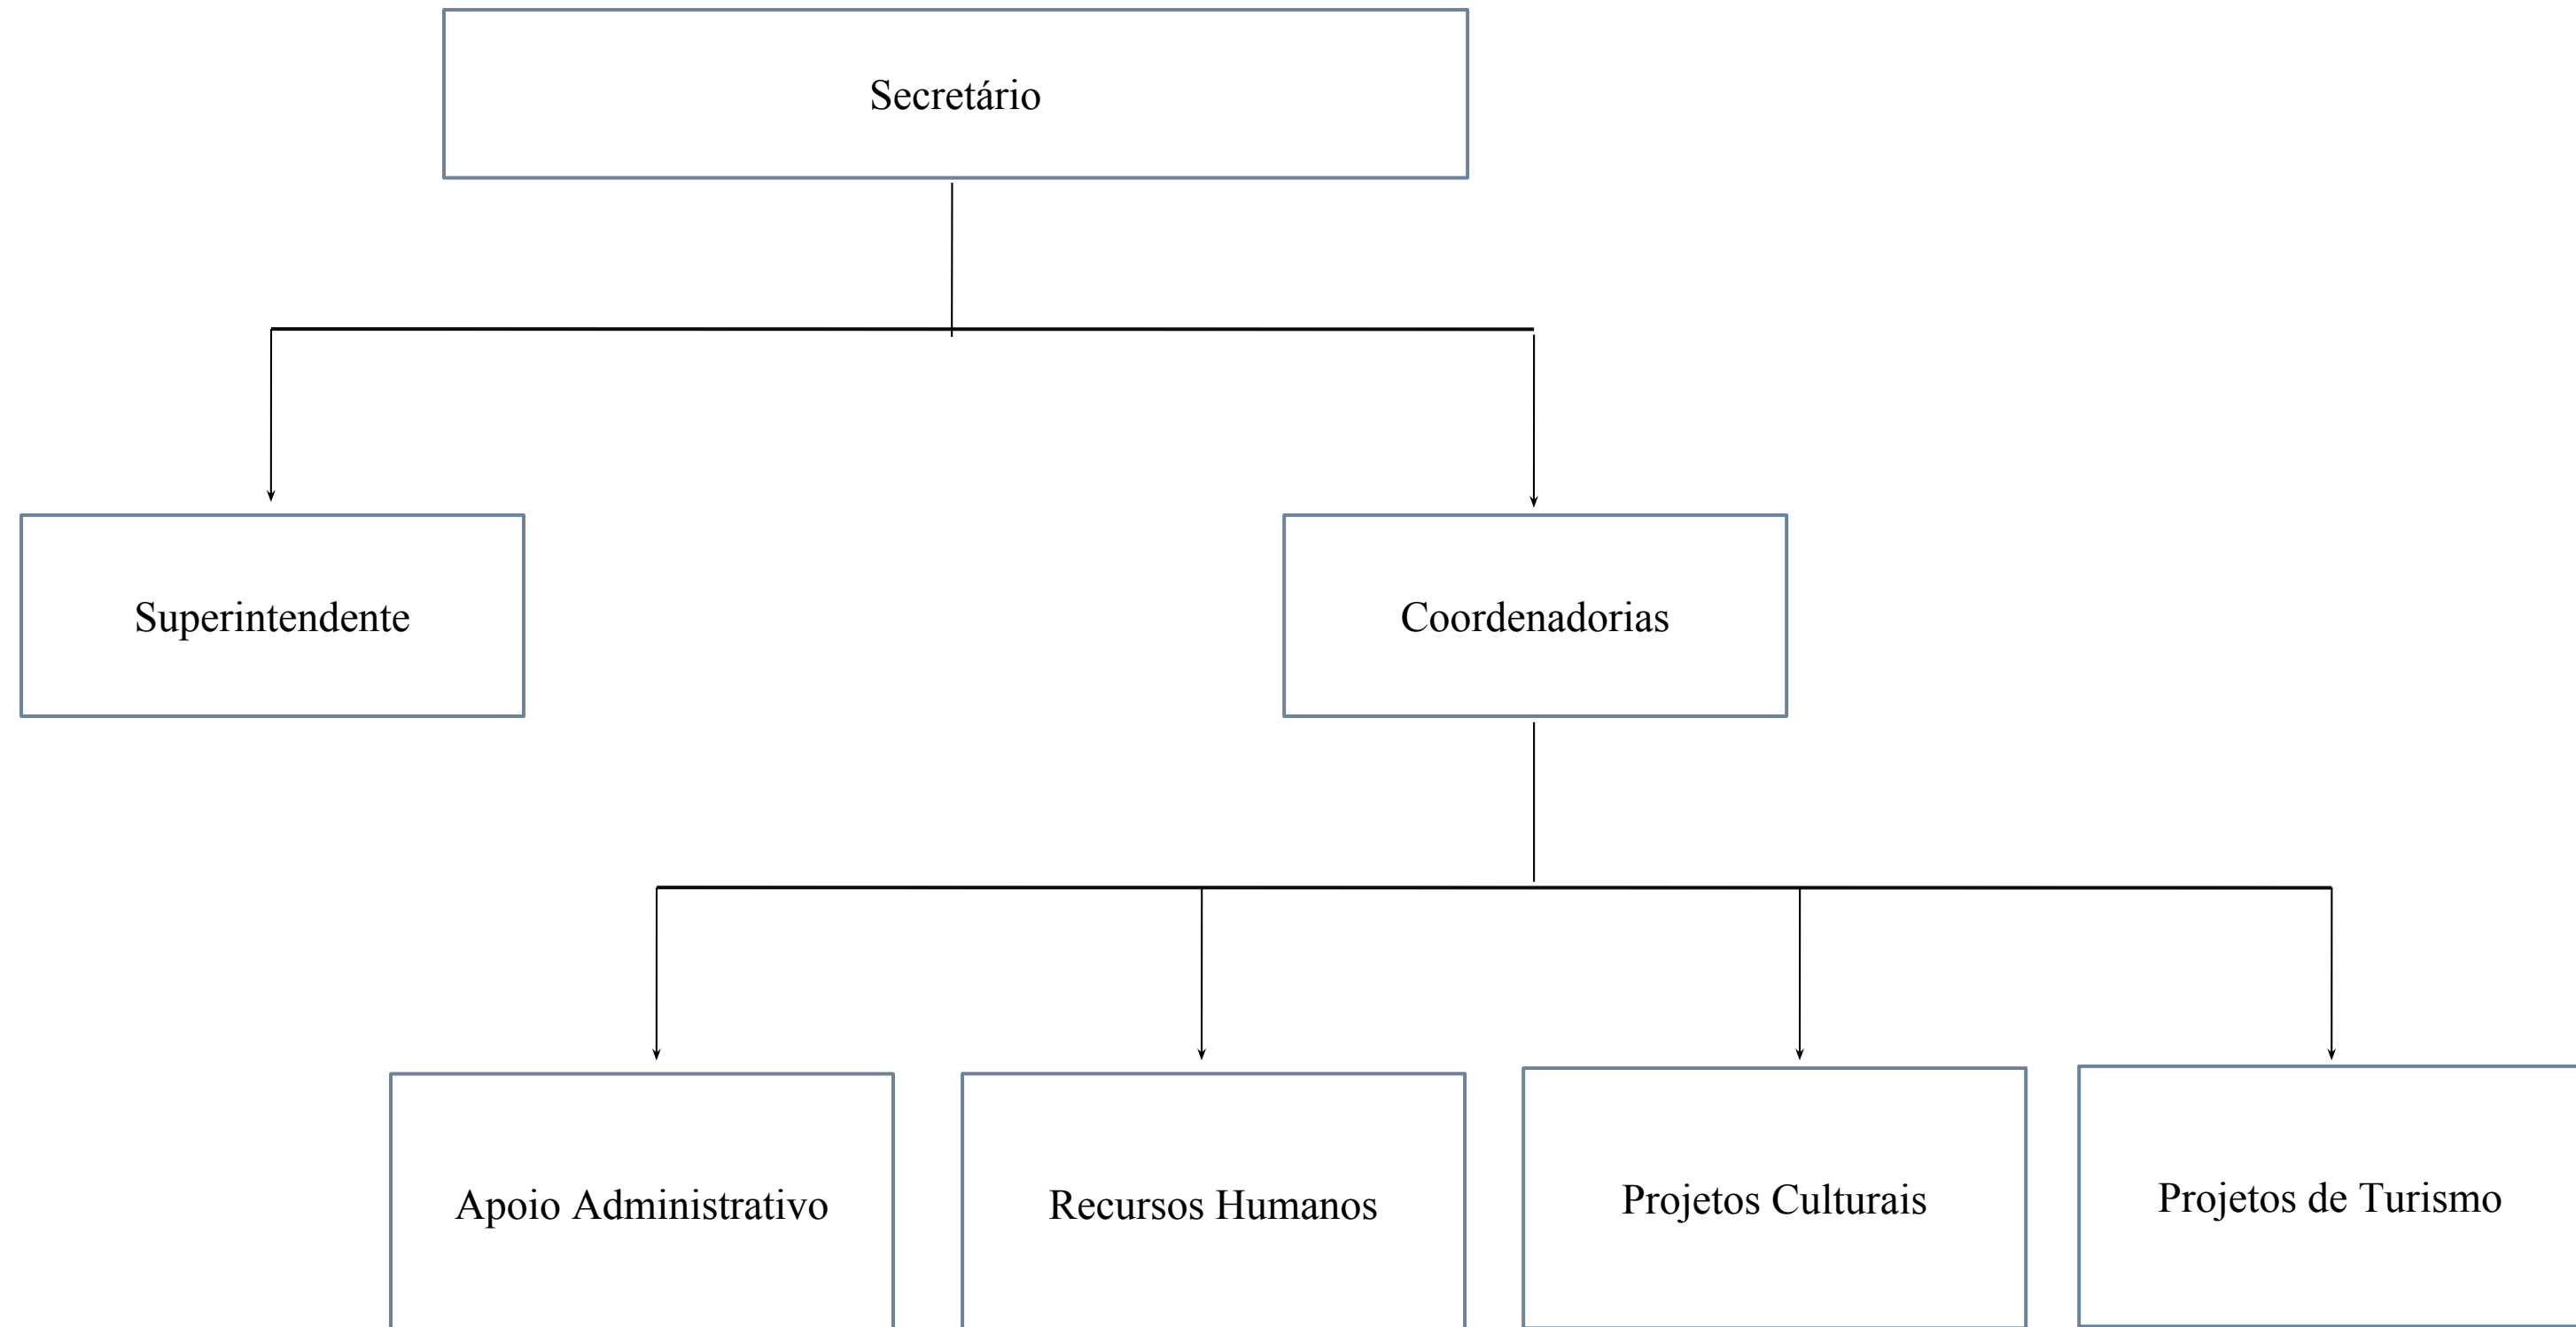 Secretário
Superintendente
Coordenadorias
Apoio Administrativo
Recursos Humanos
Projetos Culturais
Projetos de Turismo